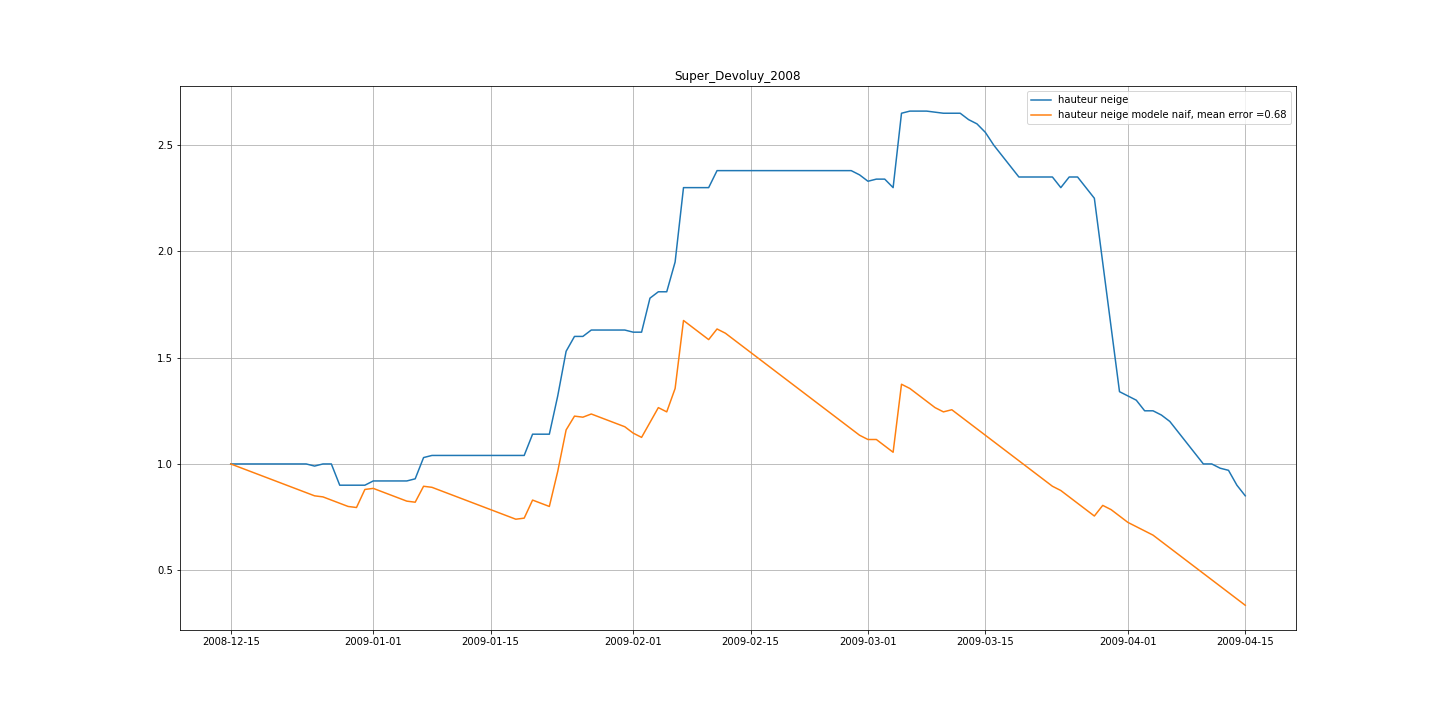 Super_Devoluy_2008
hauteur neige
hauteur neige modele naif, mean error =0.68
2.5
2.0
1.5
1.0
0.5
2008-12-15 2009-01-01 2009-01-15 2009-02-01 2009-02-15 2009-03-01 2009-03-15 2009-04-01 2009-04-15